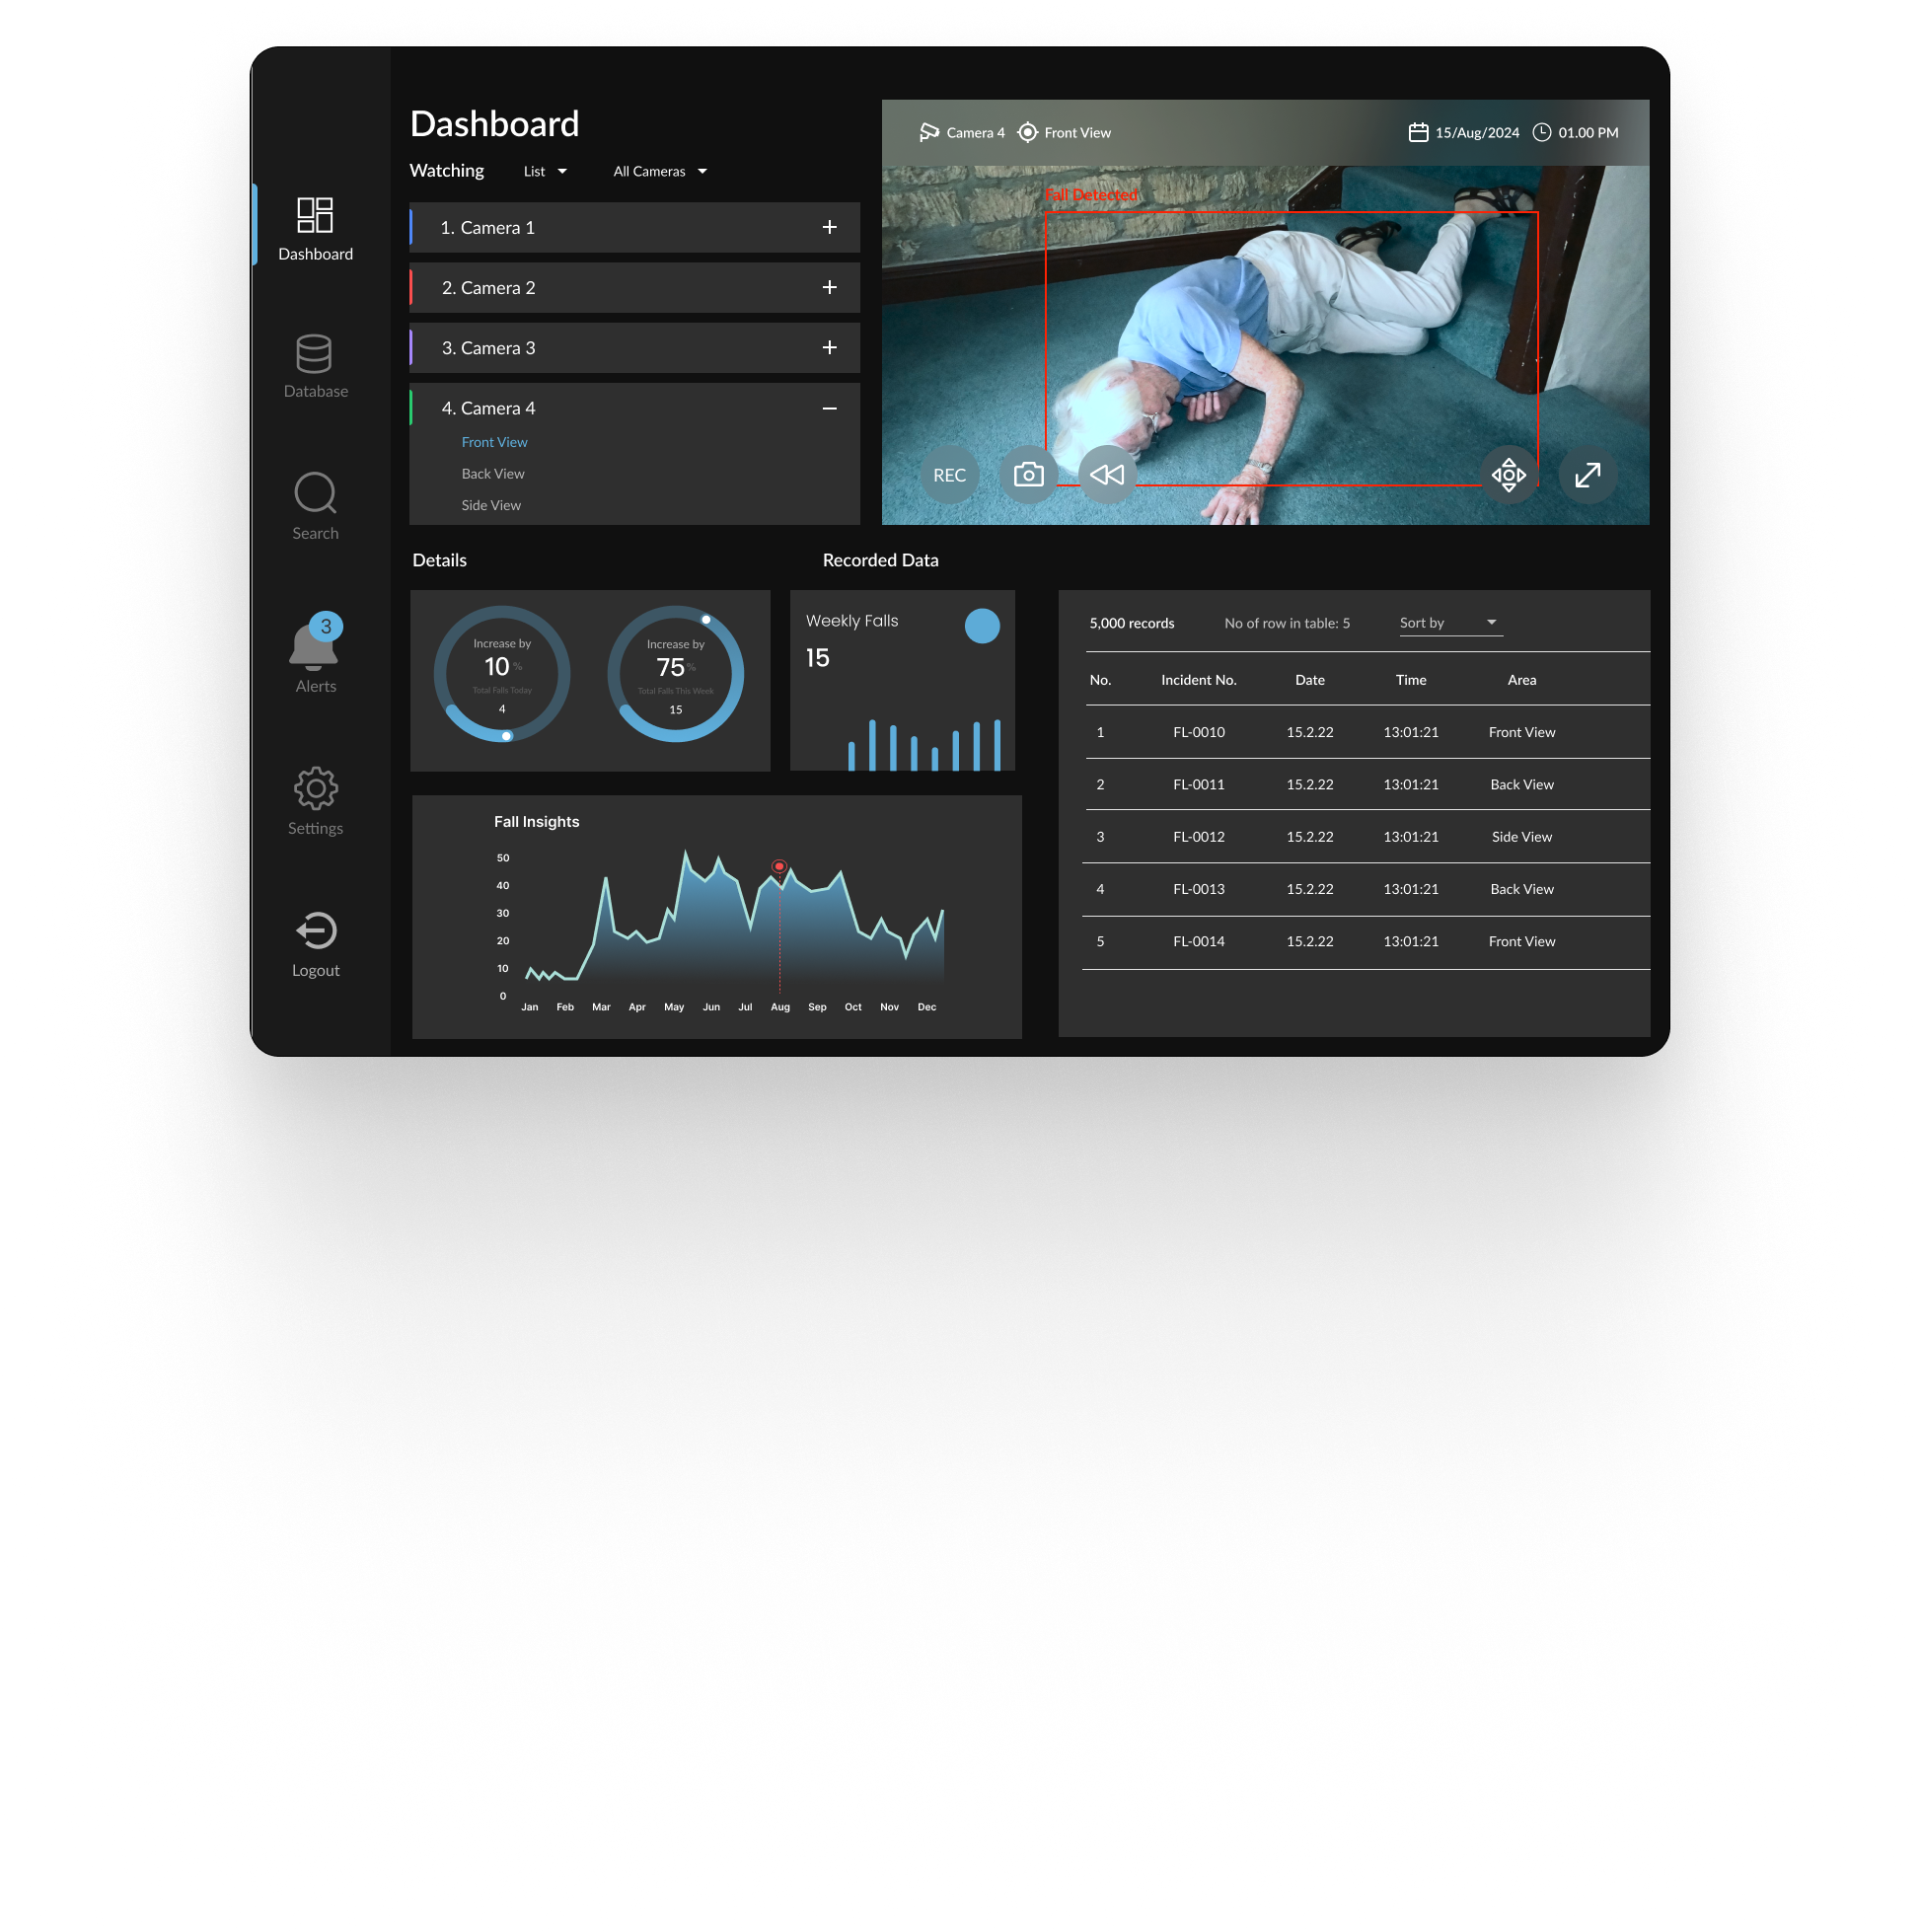 Dashboard
Database
Search
3
Alerts
Settings
Logout
Dashboard
Watching List All Cameras
1. Camera 1
2. Camera 2
3. Camera 3
4. Camera 4
Front View
Back View
Side View
Camera 4 Front View 15/Aug/2024 01.00 PM
Fall Detected
REC
Details
Increase by
10 %
Total Falls Today
4
Increase by
75 %
Total Falls This Week
15
Recorded Data
Weekly Falls
15
Fall Insights
50
40
30
20
10
0
Jan Feb Mar Apr May Jun Jul Aug Sep Oct Nov Dec
5,000 records No of row in table: 5 Sort by
No. Incident No. Date Time Area
1 FL-0010 15.2.22 13:01:21 Front View
2 FL-0011 15.2.22 13:01:21 Back View
3 FL-0012 15.2.22 13:01:21 Side View
4 FL-0013 15.2.22 13:01:21 Back View
5 FL-0014 15.2.22 13:01:21 Front View